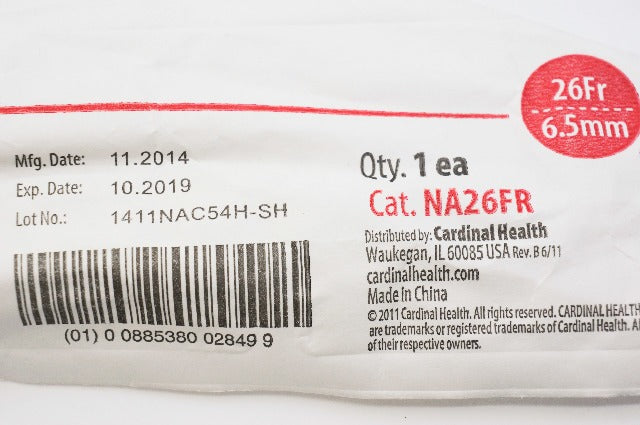 26Fr
6.5mm
Mfg. Date: 11.2014
Exp. Date: 10.2019
Lot No.: 1411NAC54H-SH
(01) 0 0885380 02849 9
Qty. 1 ea
Cat. NA26FR
Distributed by: Cardinal Health
Waukegan, IL 60085 USA Rev. B 6/11
cardinalhealth.com
Made in China
© 2011 Cardinal Health. All rights reserved. CARDINAL HEALTH
are trademarks or registered trademarks of Cardinal Health.
of their respective owners.